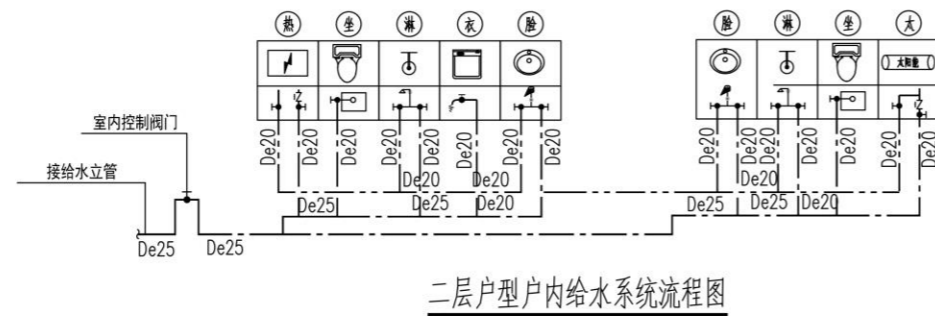 热 坐 淋 衣 脸 脸 淋 坐 太
太阳能
室内控制阀门
De20 De20 De20 De20 De20 De20 De20 De20 De20 De20 De20 De20 De20 De20 De20
接给水立管
De20 De20 De20
De25 De25 De20 De25 De25 De20
De25 De25
二层户型户内给水系统流程图